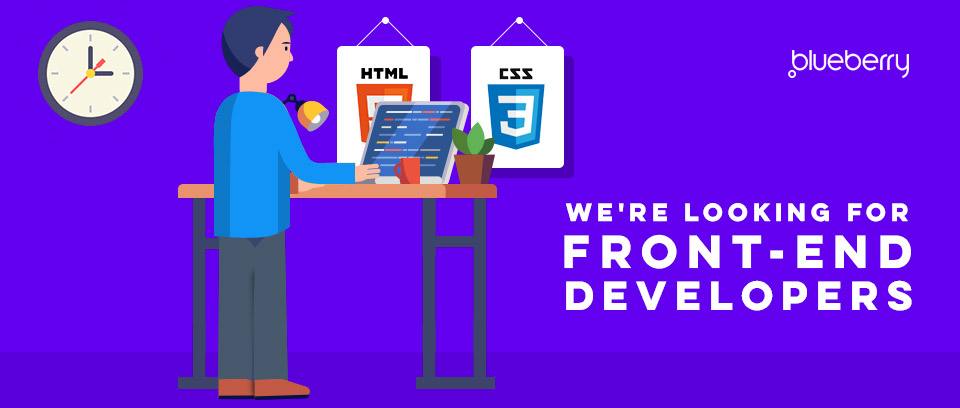 HTML
CSS
blueberry
WE'RE LOOKING FOR
FRONT-END
DEVELOPERS